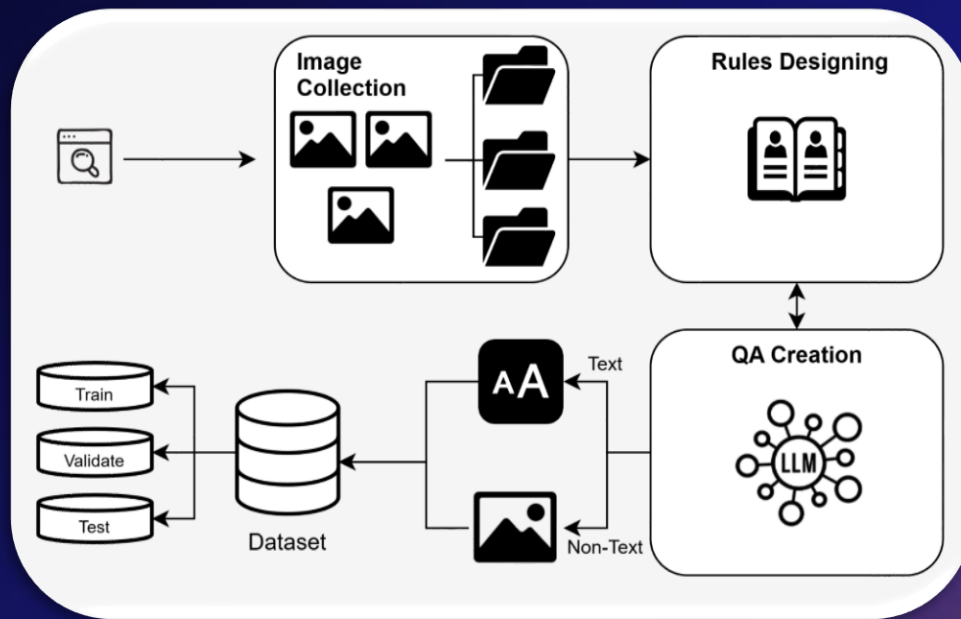 Image
Collection
Rules Designing
QA Creation
LLM
Text
AA
Non-Text
Dataset
Train
Validate
Test